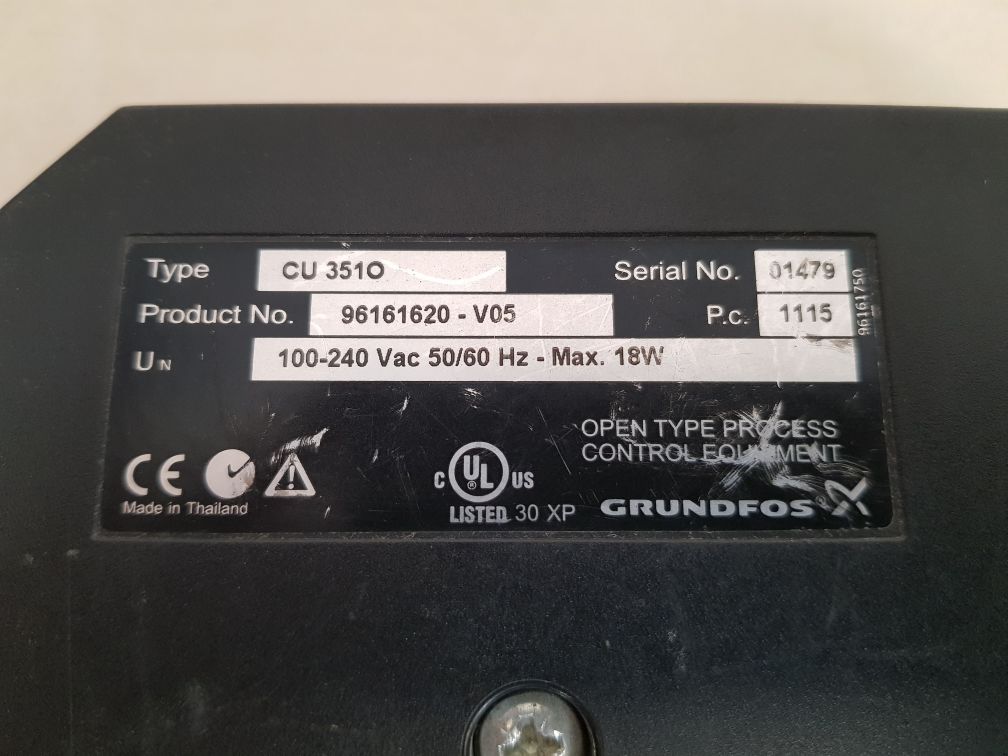 Type CU 351O Serial No. 01479
Product No. 96161620 - V05 P.c. 1115
96161750
UN 100-240 Vac 50/60 Hz - Max. 18W
OPEN TYPE PROCESS
CONTROL EQUIPMENT
CE
c UL ® US
Made in Thailand
LISTED 30 XP
GRUNDFOS